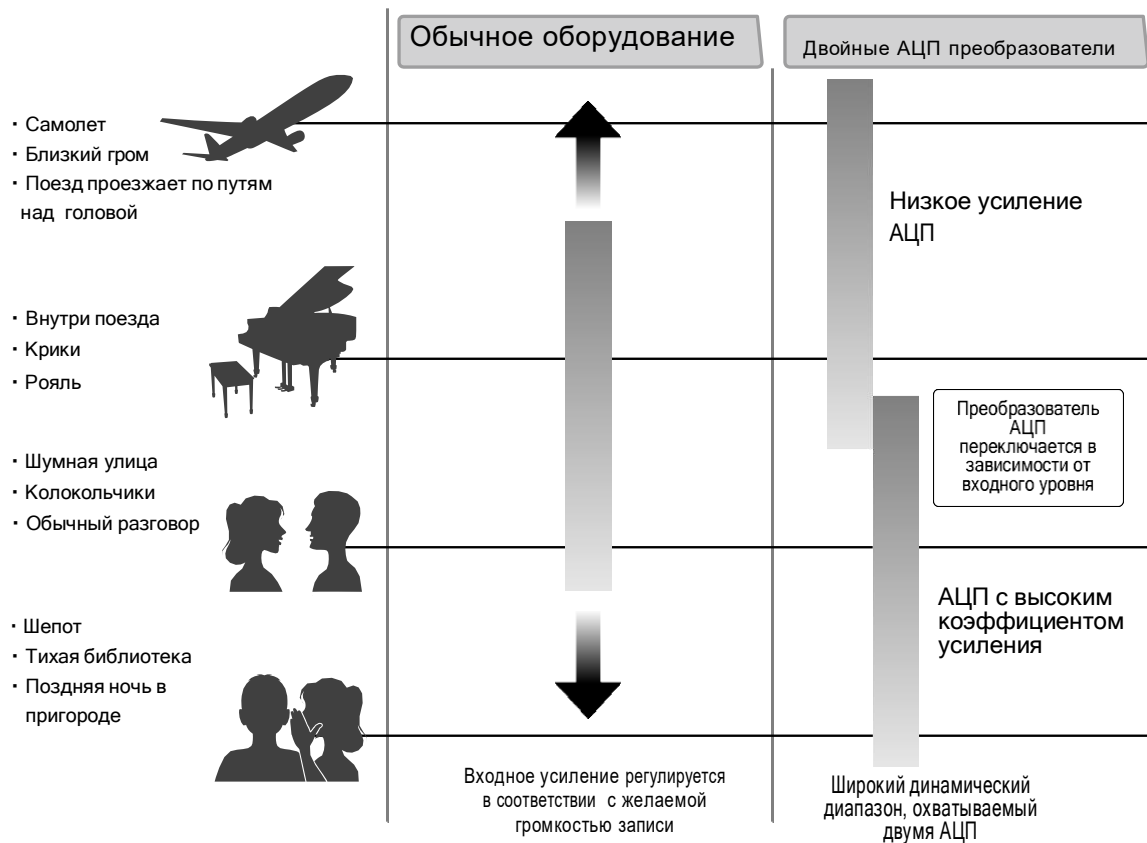 Обычное оборудование
Двойные АЦП преобразователи
· Самолет
· Близкий гром
· Поезд проезжает по путям
над головой
Низкое усиление
АЦП
· Внутри поезда
· Крики
· Рояль
Преобразователь
АЦП
переключается в
зависимости от
входного уровня
· Шумная улица
· Колокольчики
· Обычный разговор
АЦП с высоким
коэффициентом
усиления
· Шепот
· Тихая библиотека
· Поздняя ночь в
пригороде
Входное усиление регулируется
в соответствии с желаемой
громкостью записи
Широкий динамический
диапазон, охватываемый
двумя АЦП